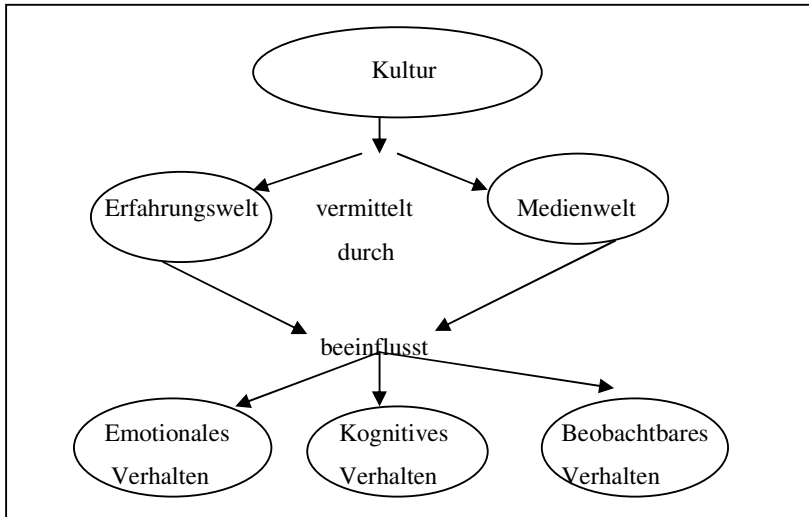 Kultur
Erfahrungswelt vermittelt Medienwelt
durch
beeinflusst
Emotionales Kognitives Beobachtbares
Verhalten Verhalten Verhalten